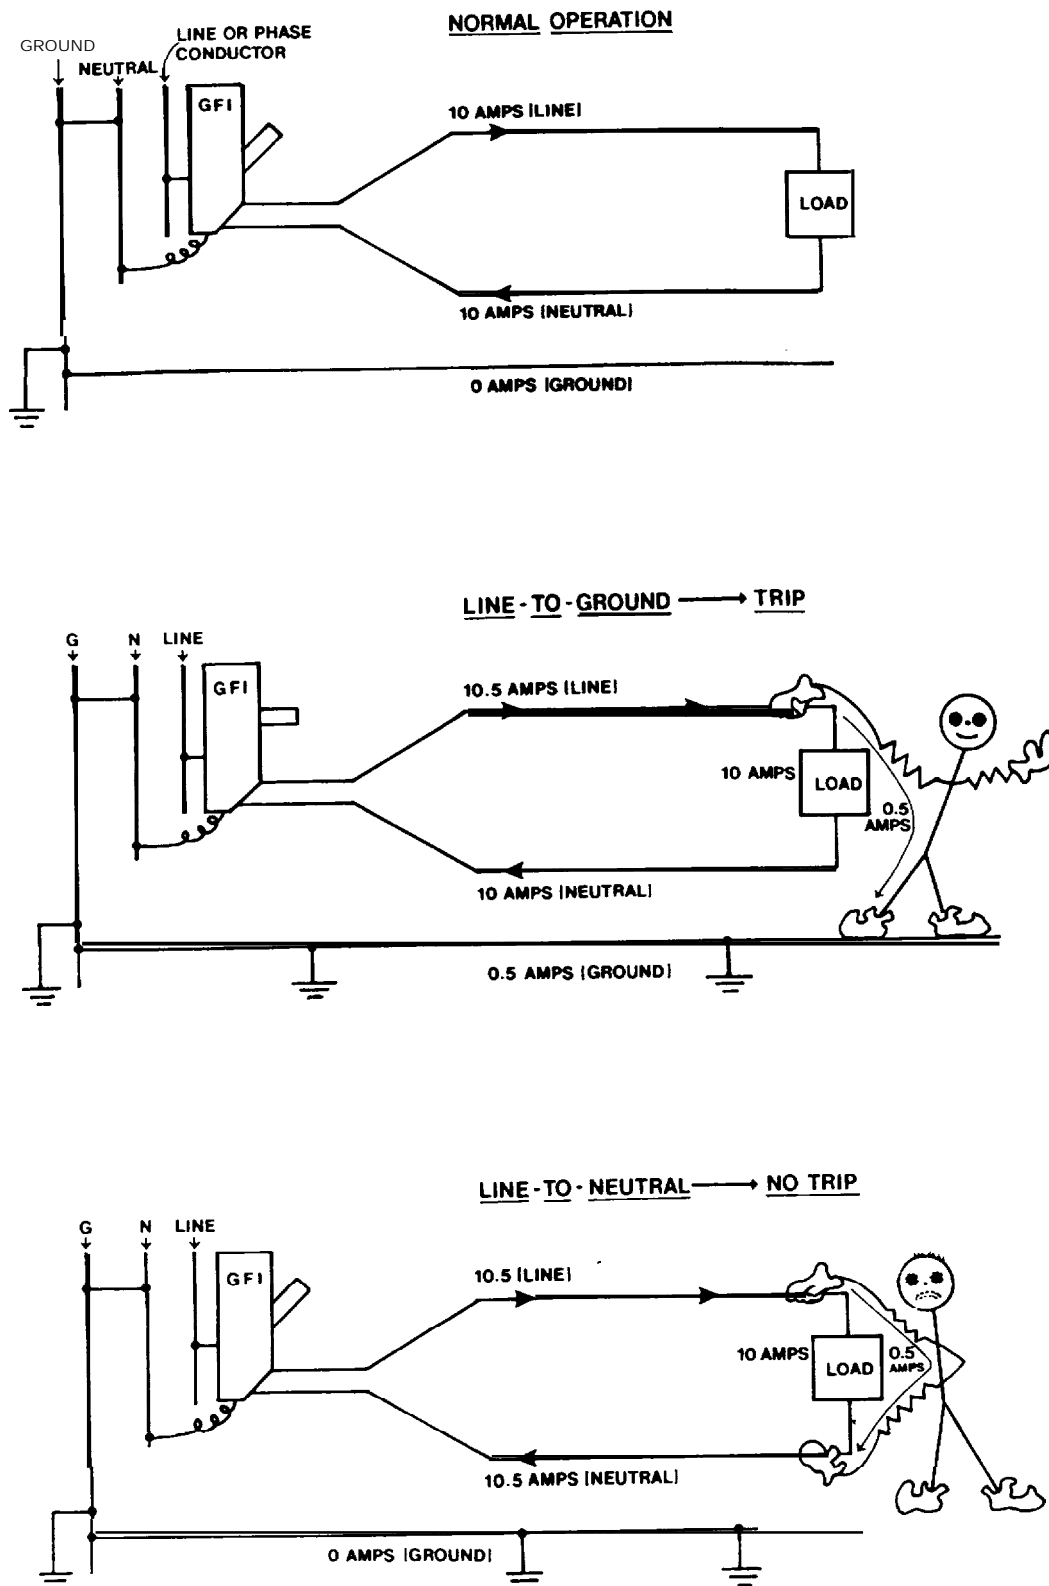 NORMAL OPERATION
GROUND
NEUTRAL
LINE OR PHASE
CONDUCTOR
GFI
10 AMPS (LINE)
LOAD
10 AMPS (NEUTRAL)
0 AMPS (GROUND)
LINE-TO-GROUND → TRIP
G N LINE
GFI
10.5 AMPS (LINE)
10 AMPS
LOAD
0.5
AMPS
10 AMPS (NEUTRAL)
0.5 AMPS (GROUND)
LINE-TO-NEUTRAL → NO TRIP
G N LINE
GFI
10.5 (LINE)
10 AMPS
LOAD
0.5
AMPS
10.5 AMPS (NEUTRAL)
0 AMPS (GROUND)